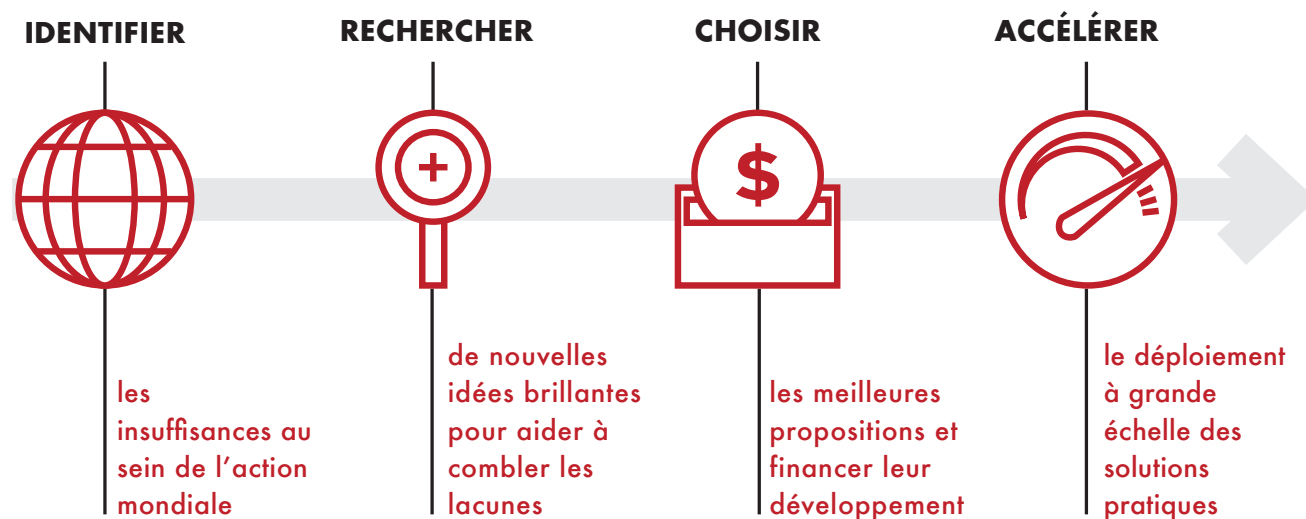 IDENTIFIER
les
insuffisances au
sein de l’action
mondiale
RECHERCHER
+
de nouvelles
idées brillantes
pour aider à
combler les
lacunes
CHOISIR
$
les meilleures
propositions et
financer leur
développement
ACCÉLÉRER
le déploiement
à grande
échelle des
solutions
pratiques